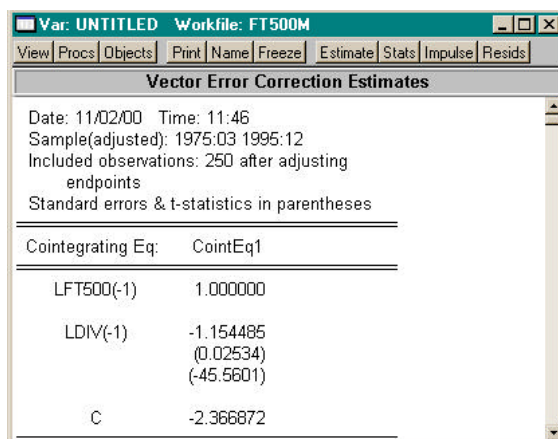 Var: UNTITLED Workfile: FT500M
View Procs Objects Print Name Freeze Estimate Stats Impulse Resids
Vector Error Correction Estimates
Date: 11/02/00 Time: 11:46
Sample(adjusted): 1975:03 1995:12
Included observations: 250 after adjusting
endpoints
Standard errors & t-statistics in parentheses
Cointegrating Eq: CointEq1
LFT500(-1) 1.000000
LDIV(-1) -1.154485
(0.02534)
(-45.5601)
C -2.366872